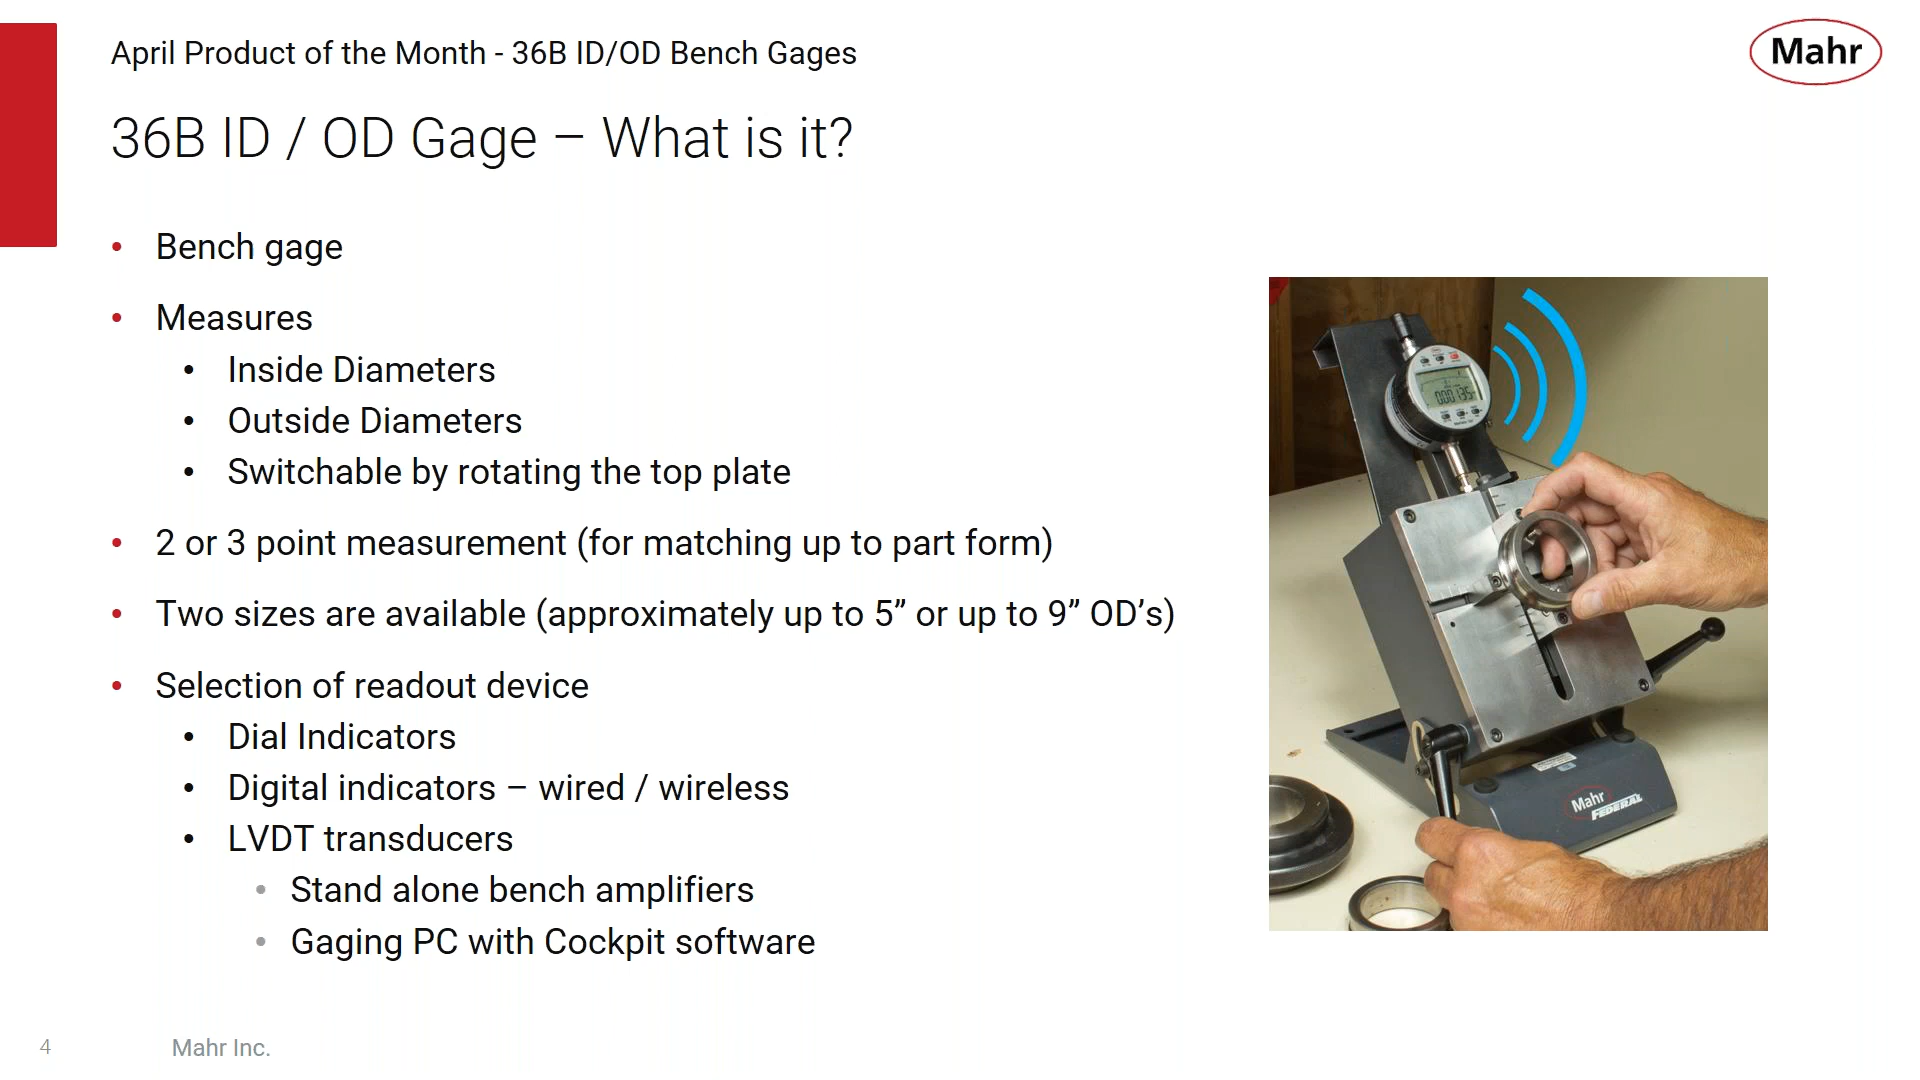 April Product of the Month - 36B ID/OD Bench Gages
Mahr
36B ID / OD Gage – What is it?
• Bench gage
• Measures
• Inside Diameters
• Outside Diameters
• Switchable by rotating the top plate
• 2 or 3 point measurement (for matching up to part form)
• Two sizes are available (approximately up to 5” or up to 9” OD’s)
• Selection of readout device
• Dial Indicators
• Digital indicators – wired / wireless
• LVDT transducers
• Stand alone bench amplifiers
• Gaging PC with Cockpit software
Mahr
FEDERAL
4
Mahr Inc.